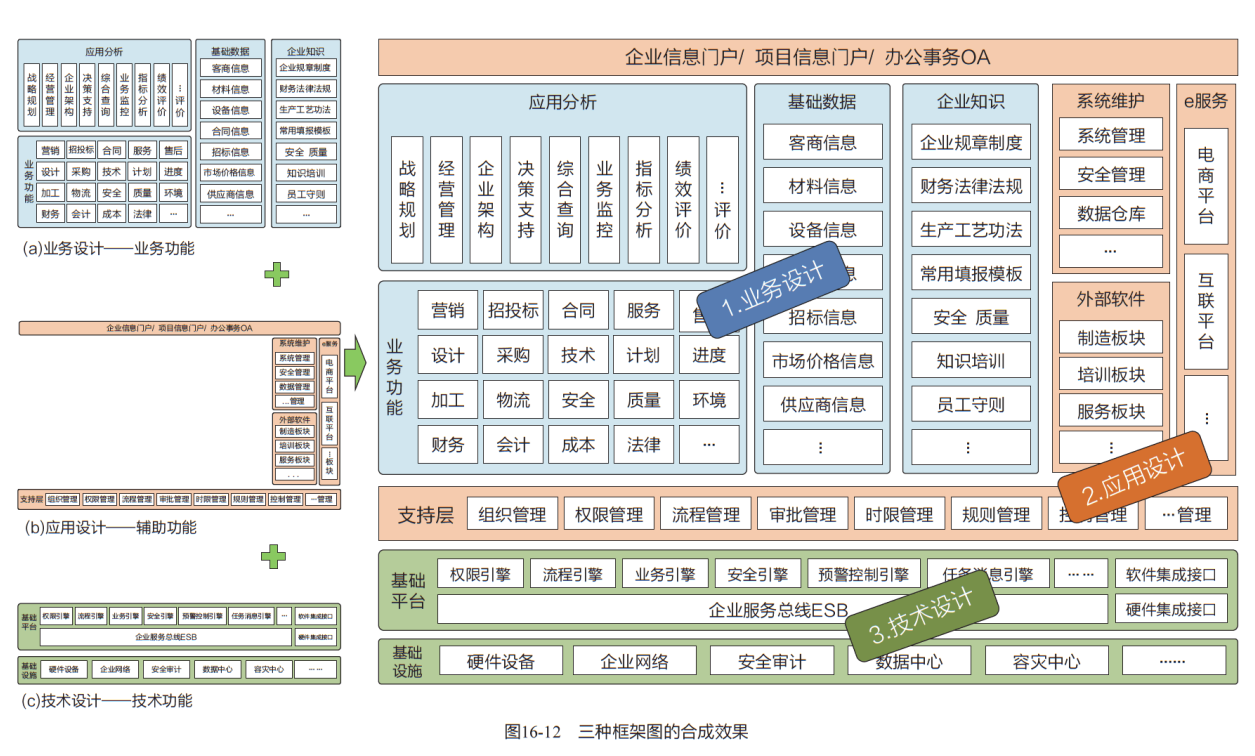 应用分析
战略规划 经营管理 企业架构 决策支持 综合查询 业务监控 指标分析 绩效评价 …评价
业务功能
营销 招投标 合同 服务 售后
设计 采购 技术 计划 进度
加工 物流 安全 质量 环境
财务 会计 成本 法律 …
基础数据
客商信息
材料信息
设备信息
合同信息
招标信息
市场价格信息
供应商信息
…
企业知识
企业规章制度
财务法律法规
生产工艺功法
常用填报模板
安全 质量
知识培训
员工守则
…
(a)业务设计——业务功能
企业信息门户/ 项目信息门户/ 办公事务OA
系统维护
系统管理
安全管理
数据管理
…管理
外部软件
制造板块
培训板块
服务板块
...
e服务
电商平台
互联平台
…板块
支持层 组织管理 权限管理 流程管理 审批管理 时限管理 规则管理 控制管理 …管理
(b)应用设计——辅助功能
基础平台
权限引擎 流程引擎 业务引擎 安全引擎 预警控制引擎 任务消息引擎 … 软件集成接口
企业服务总线ESB 硬件集成接口
基础设施 硬件设备 企业网络 安全审计 数据中心 容灾中心 ……
(c)技术设计——技术功能
企业信息门户/ 项目信息门户/ 办公事务OA
应用分析
战略规划 经营管理 企业架构 决策支持 综合查询 业务监控 指标分析 绩效评价 …评价
业务功能
营销 招投标 合同 服务
设计 采购 技术 计划 进度
加工 物流 安全 质量 环境
财务 会计 成本 法律 …
基础数据
客商信息
材料信息
设备信息
息
招标信息
市场价格信息
供应商信息
…
企业知识
企业规章制度
财务法律法规
生产工艺功法
常用填报模板
安全 质量
知识培训
员工守则
…
系统维护
系统管理
安全管理
数据仓库
…
外部软件
制造板块
培训板块
服务板块
…
e服务
电商平台
互联平台
…
1.业务设计
2.应用设计
支持层 组织管理 权限管理 流程管理 审批管理 时限管理 规则管理 控制管理 …管理
基础平台
权限引擎 流程引擎 业务引擎 安全引擎 预警控制引擎 任务消息引擎 …… 软件集成接口
企业服务总线ESB 硬件集成接口
3.技术设计
基础设施 硬件设备 企业网络 安全审计 数据中心 容灾中心 ……
图16-12 三种框架图的合成效果